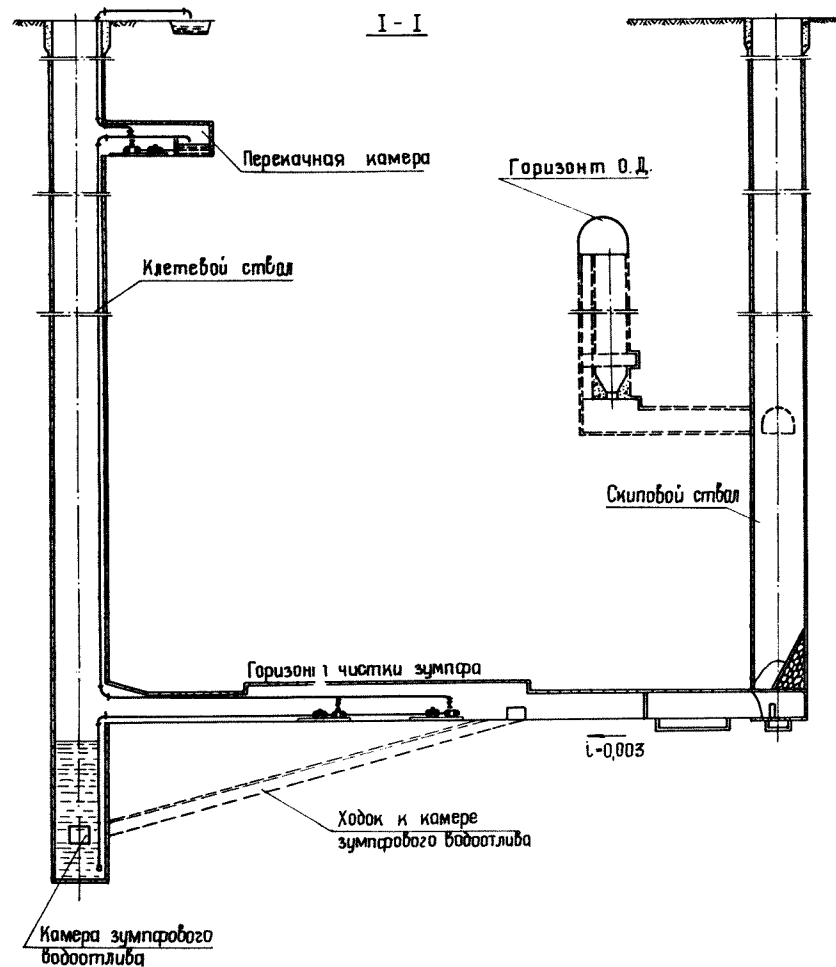 I - I
Перекачная камера
Горизонт О.Д.
Клетевой ствол
Скиповой ствол
Горизонт чистки зумпфа
i=0,003
Ходок к камере
зумпфового водоотлива
Камера зумпфового
водоотлива